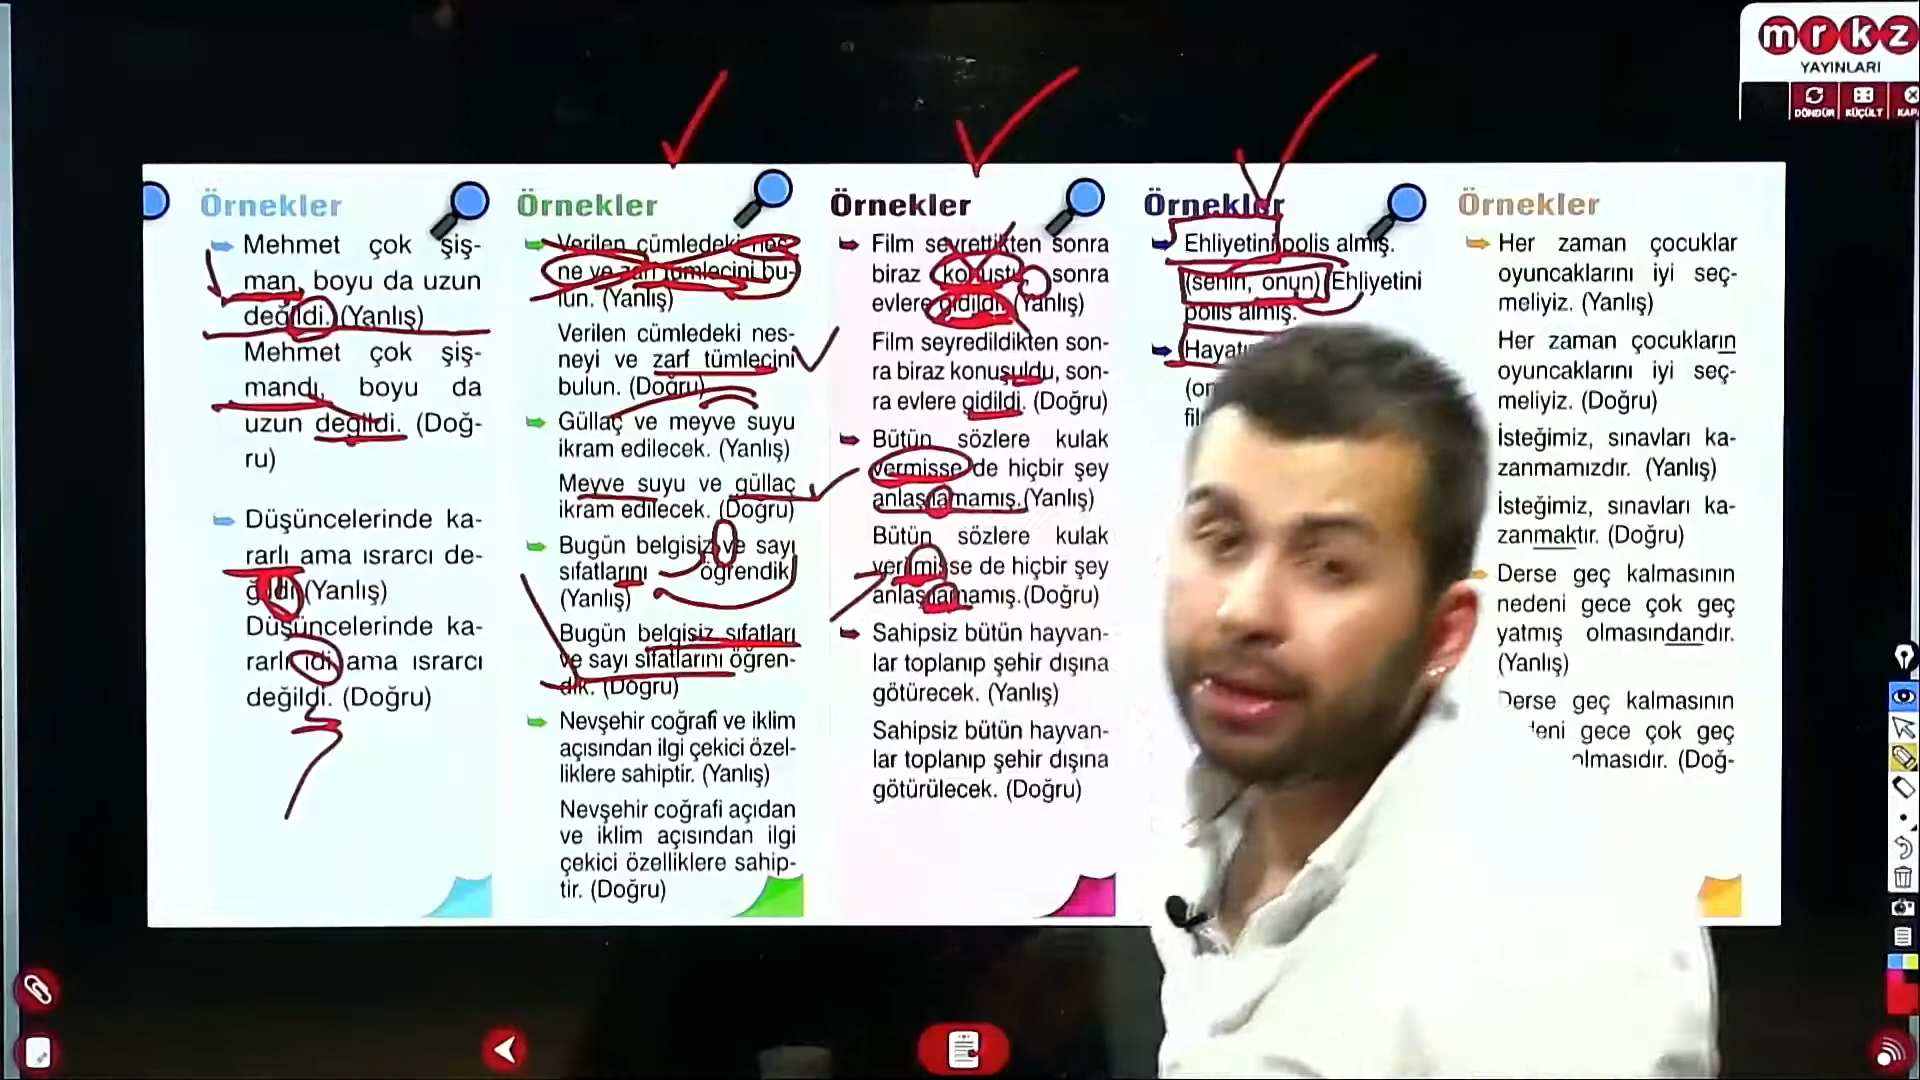 mrkz
YAYINLARI
DÖNDÜR KÜÇÜLT
Örnekler
Mehmet çok şiş-
man, boyu da uzun
değildi. (Yanlış)
Mehmet çok şiş-
mandı, boyu da
uzun değildi. (Doğ-
ru)
Düşüncelerinde ka-
rarlı ama ısrarcı de-
ğildi (Yanlış)
Düşüncelerinde ka-
rarlı idi ama ısrarcı
değildi. (Doğru)
Örnekler
Verilen cümledeki nes-
ne ve zarf tümlecini bu-
lun. (Yanlış)
Verilen cümledeki nes-
neyi ve zarf tümlecini
bulun. (Doğru)
Güllaç ve meyve suyu
ikram edilecek. (Yanlış)
Meyve suyu ve güllaç
ikram edilecek. (Doğru)
Bugün belgisiz ve sayı
sıfatlarını öğrendik
(Yanlış)
Bugün belgisiz sıfatları
ve sayı sıfatlarını öğren-
dik. (Doğru)
Nevşehir coğrafi ve iklim
açısından ilgi çekici özel-
liklere sahiptir. (Yanlış)
Nevşehir coğrafi açıdan
ve iklim açısından ilgi
çekici özelliklere sahip-
tir. (Doğru)
Örnekler
Film seyrettikten sonra
biraz konuştu, sonra
evlere gidildi. (Yanlış)
Film seyredildikten son-
ra biraz konuşuldu, son-
ra evlere gidildi. (Doğru)
Bütün sözlere kulak
vermişse de hiçbir şey
anlaşılamamış.(Yanlış)
Bütün sözlere kulak
verilmişse de hiçbir şey
anlaşılamamış.(Doğru)
Sahipsiz bütün hayvan-
lar toplanıp şehir dışına
götürecek. (Yanlış)
Sahipsiz bütün hayvan-
lar toplanıp şehir dışına
götürülecek. (Doğru)
Örnekler
Ehliyetini polis almış.
(senin, onun) Ehliyetini
polis almış.
Örnekler
Her zaman çocuklar
oyuncaklarını iyi seç-
meliyiz. (Yanlış)
Her zaman çocukların
oyuncaklarını iyi seç-
meliyiz. (Doğru)
İsteğimiz, sınavları ka-
zanmamızdır. (Yanlış)
İsteğimiz, sınavları ka-
zanmaktır. (Doğru)
Derse geç kalmasının
nedeni gece çok geç
yatmış olmasındandır.
(Yanlış)
Derse geç kalmasının
gece çok geç
olmasıdır. (Doğ-